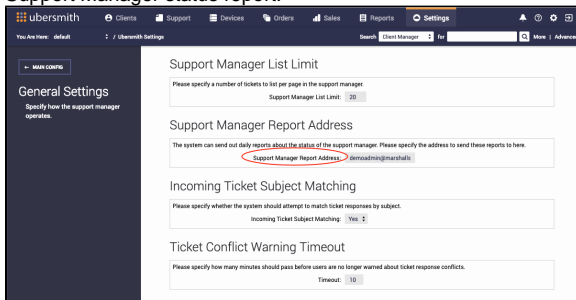 Support Manager status report.
ubersmith Clients Support Devices Orders Sales Reports Settings
You Are Here: default / Ubersmith Settings Search Client Manager for More | Advance
← MAIN CONFIG
General Settings
Specify how the support manager
operates.
Support Manager List Limit
Please specify a number of tickets to list per page in the support manager.
Support Manager List Limit: 20
Support Manager Report Address
The system can send out daily reports about the status of the support manager. Please specify the address to send these reports to here.
Support Manager Report Address: demoadmin@marshalls
Incoming Ticket Subject Matching
Please specify whether the system should attempt to match ticket responses by subject.
Incoming Ticket Subject Matching: Yes
Ticket Conflict Warning Timeout
Please specify how many minutes should pass before users are no longer warned about ticket response conflicts.
Timeout: 10